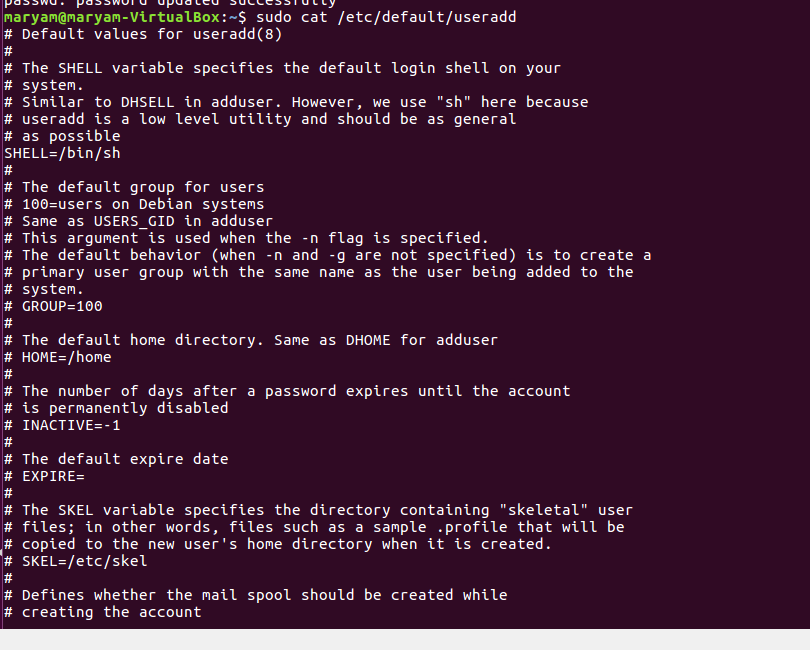 passwd: password updated successfully
maryam@maryam-VirtualBox:~$ sudo cat /etc/default/useradd
# Default values for useradd(8)
#
# The SHELL variable specifies the default login shell on your
# system.
# Similar to DHSELL in adduser. However, we use "sh" here because
# useradd is a low level utility and should be as general
# as possible
SHELL=/bin/sh
#
# The default group for users
# 100=users on Debian systems
# Same as USERS_GID in adduser
# This argument is used when the -n flag is specified.
# The default behavior (when -n and -g are not specified) is to create a
# primary user group with the same name as the user being added to the
# system.
# GROUP=100
#
# The default home directory. Same as DHOME for adduser
# HOME=/home
#
# The number of days after a password expires until the account
# is permanently disabled
# INACTIVE=-1
#
# The default expire date
# EXPIRE=
#
# The SKEL variable specifies the directory containing "skeletal" user
# files; in other words, files such as a sample .profile that will be
# copied to the new user's home directory when it is created.
# SKEL=/etc/skel
#
# Defines whether the mail spool should be created while
# creating the account